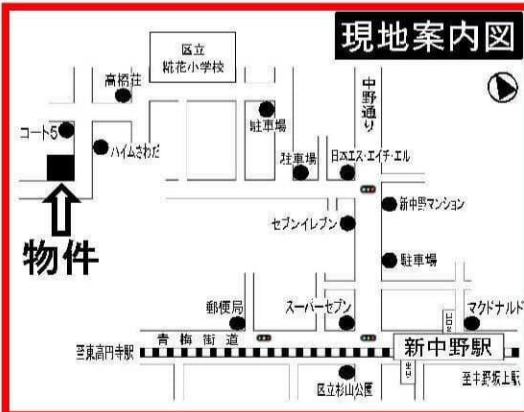 現地案内図
区立
糀花小学校
高橋荘
中野通り
コート5
ハイムさわだ
駐車場
駐車場
日本エス・エイチ・エル
新中野マンション
セブンイレブン
物件
駐車場
郵便局
スーパーセブン
マクドナルド
青梅街道
至東高円寺駅
新中野駅
区立杉山公園
至中野坂上駅